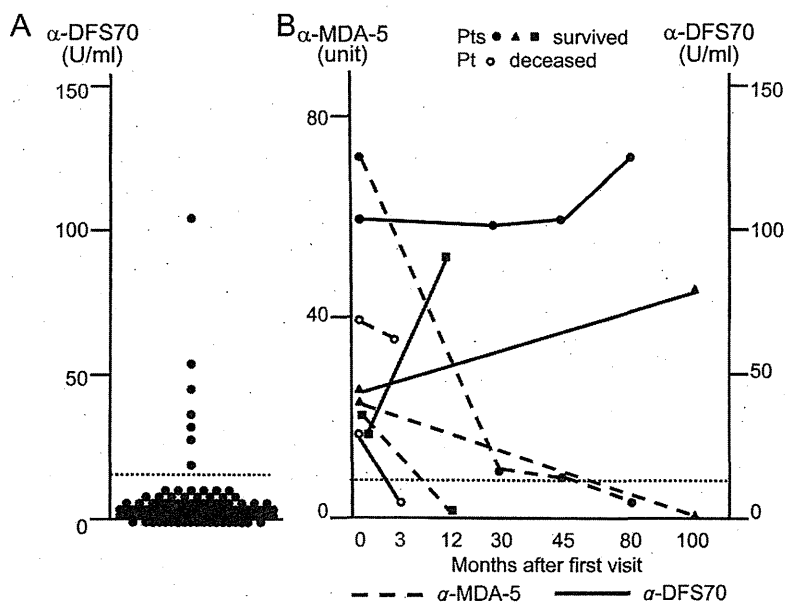 A
α-DFS70
(U/ml)
150
100
50
0
B
α-MDA-5
(unit)
Pts ● ▲ ■ survived
Pt ○ deceased
α-DFS70
(U/ml)
80
40
0
150
100
50
0
0 3 12 30 45 80 100
Months after first visit
α-MDA-5 α-DFS70